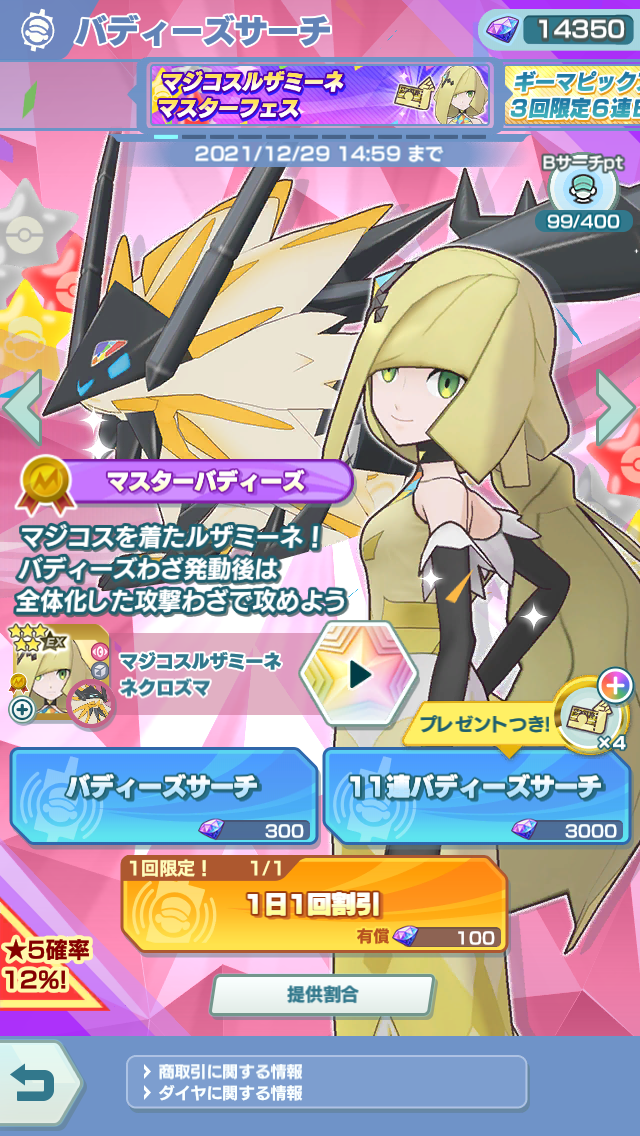 バディーズサーチ
14350
マジコスルザミーネ
マスターフェス
ギーマピック
3回限定6連
2021/12/29 14:59 まで
Bサーチpt
99/400
マスターバディーズ
マジコスを着たルザミーネ！
バディーズわざ発動後は
全体化した攻撃わざで攻めよう
EX
マジコスルザミーネ
ネクロズマ
プレゼントつき!
×4
バディーズサーチ
300
11連バディーズサーチ
3000
1回限定！ 1/1
1日1回割引
有償 100
★5確率
12%!
提供割合
商取引に関する情報
ダイヤに関する情報